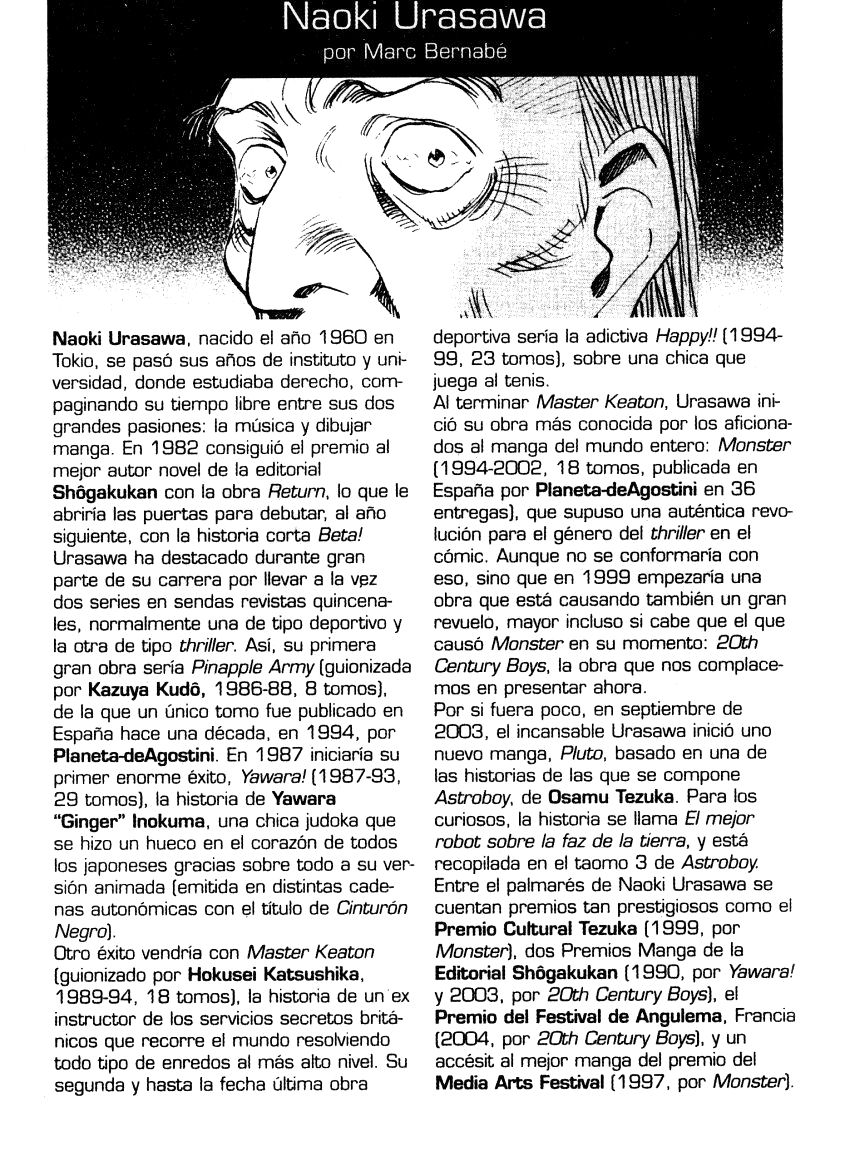 Naoki Urasawa
por Marc Bernabé
Naoki Urasawa, nacido el año 1960 en
Tokio, se pasó sus años de instituto y uni-
versidad, donde estudiaba derecho, com-
paginando su tiempo libre entre sus dos
grandes pasiones: la música y dibujar
manga. En 1982 consiguió el premio al
mejor autor novel de la editorial
Shôgakukan con la obra Return, lo que le
abriría las puertas para debutar, al año
siguiente, con la historia corta Beta!
Urasawa ha destacado durante gran
parte de su carrera por llevar a la vez
dos series en sendas revistas quincena-
les, normalmente una de tipo deportivo y
la otra de tipo thriller. Así, su primera
gran obra sería Pinapple Army (guionizada
por Kazuya Kudô, 1986-88, 8 tomos),
de la que un único tomo fue publicado en
España hace una década, en 1994, por
Planeta-deAgostini. En 1987 iniciaría su
primer enorme éxito, Yawara! (1987-93,
29 tomos), la historia de Yawara
"Ginger" Inokuma, una chica judoka que
se hizo un hueco en el corazón de todos
los japoneses gracias sobre todo a su ver-
sión animada (emitida en distintas cade-
nas autonómicas con el título de Cinturón
Negro).
Otro éxito vendría con Master Keaton
(guionizado por Hokusei Katsushika,
1989-94, 18 tomos), la historia de un ex
instructor de los servicios secretos britá-
nicos que recorre el mundo resolviendo
todo tipo de enredos al más alto nivel. Su
segunda y hasta la fecha última obra
deportiva sería la adictiva Happy!! (1994-
99, 23 tomos), sobre una chica que
juega al tenis.
Al terminar Master Keaton, Urasawa ini-
ció su obra más conocida por los aficiona-
dos al manga del mundo entero: Monster
(1994-2002, 18 tomos, publicada en
España por Planeta-deAgostini en 36
entregas), que supuso una auténtica revo-
lución para el género del thriller en el
cómic. Aunque no se conformaría con
eso, sino que en 1999 empezaría una
obra que está causando también un gran
revuelo, mayor incluso si cabe que el que
causó Monster en su momento: 20th
Century Boys, la obra que nos complace-
mos en presentar ahora.
Por si fuera poco, en septiembre de
2003, el incansable Urasawa inició uno
nuevo manga, Pluto, basado en una de
las historias de las que se compone
Astroboy, de Osamu Tezuka. Para los
curiosos, la historia se llama El mejor
robot sobre la faz de la tierra, y está
recopilada en el taomo 3 de Astroboy.
Entre el palmarés de Naoki Urasawa se
cuentan premios tan prestigiosos como el
Premio Cultural Tezuka (1999, por
Monster), dos Premios Manga de la
Editorial Shôgakukan (1990, por Yawara!
y 2003, por 20th Century Boys), el
Premio del Festival de Angulema, Francia
(2004, por 20th Century Boys), y un
accésit al mejor manga del premio del
Media Arts Festival (1997, por Monster).